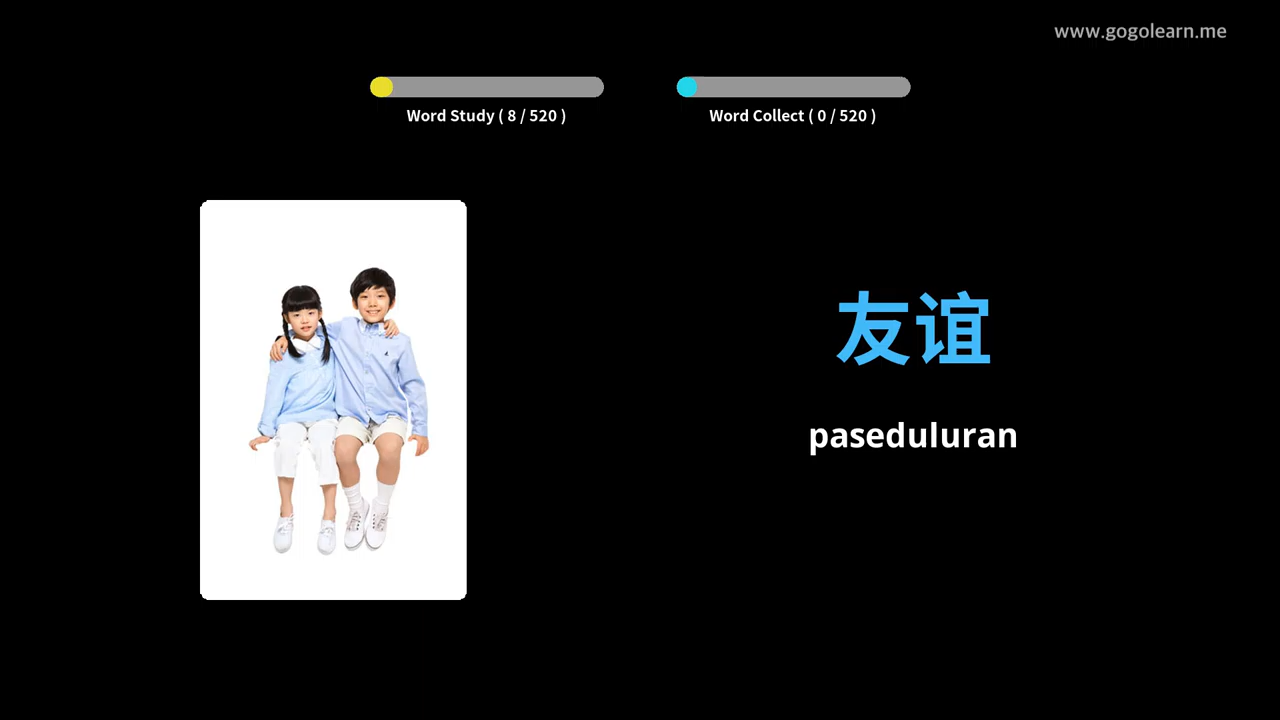 www.gogolearn.me
Word Study ( 8 / 520 )
Word Collect ( 0 / 520 )
友谊
paseduluran